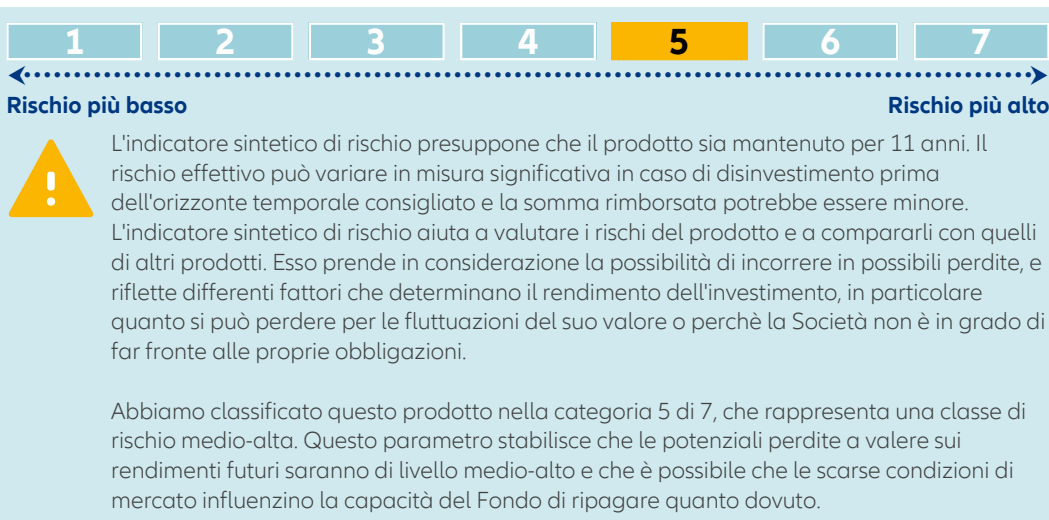 1 2 3 4 5 6 7
Rischio più basso Rischio più alto
L'indicatore sintetico di rischio presuppone che il prodotto sia mantenuto per 11 anni. Il
rischio effettivo può variare in misura significativa in caso di disinvestimento prima
dell'orizzonte temporale consigliato e la somma rimborsata potrebbe essere minore.
L'indicatore sintetico di rischio aiuta a valutare i rischi del prodotto e a compararli con quelli
di altri prodotti. Esso prende in considerazione la possibilità di incorrere in possibili perdite, e
riflette differenti fattori che determinano il rendimento dell'investimento, in particolare
quanto si può perdere per le fluttuazioni del suo valore o perchè la Società non è in grado di
far fronte alle proprie obbligazioni.
Abbiamo classificato questo prodotto nella categoria 5 di 7, che rappresenta una classe di
rischio medio-alta. Questo parametro stabilisce che le potenziali perdite a valere sui
rendimenti futuri saranno di livello medio-alto e che è possibile che le scarse condizioni di
mercato influenzino la capacità del Fondo di ripagare quanto dovuto.